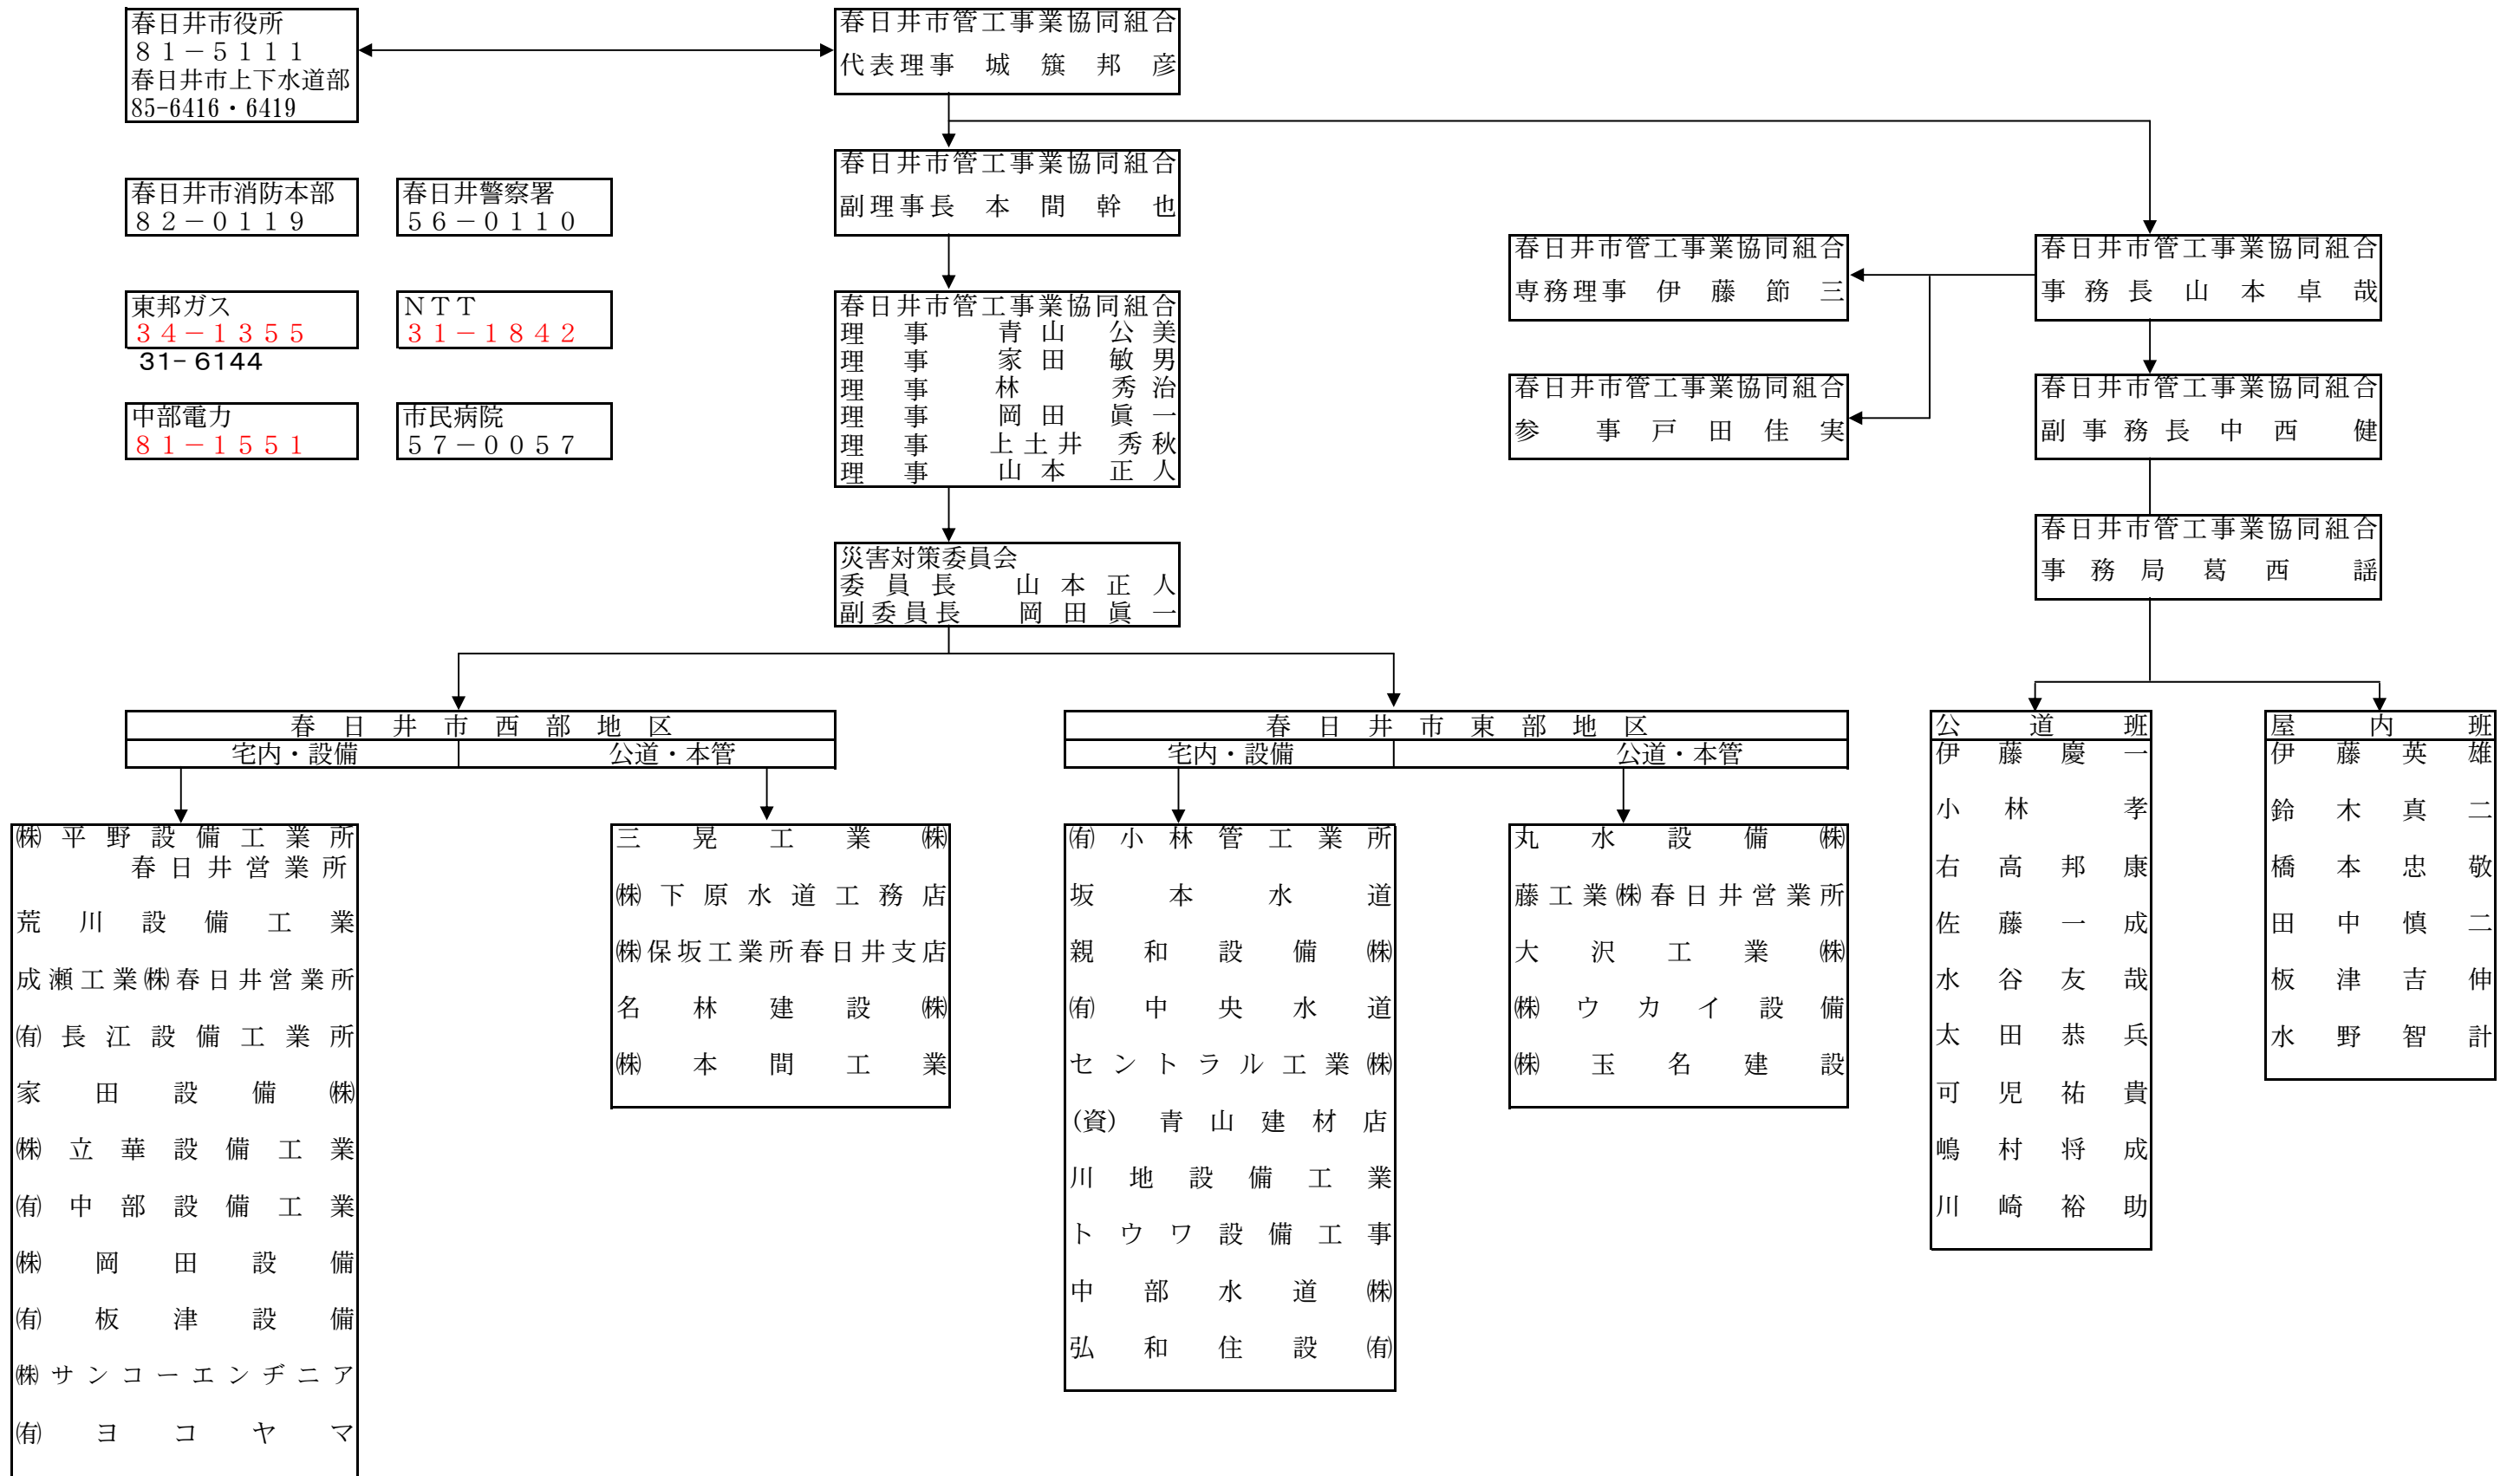 春日井市役所
８１－５１１１
春日井市上下水道部
85-6416・6419
春日井市管工事業協同組合
代表理事　城簱邦彦
春日井市管工事業協同組合
副理事長　本間幹也
春日井市消防本部
８２－０１１９
春日井警察署
５６－０１１０
春日井市管工事業協同組合
専務理事　伊藤節三
春日井市管工事業協同組合
事務長　山本卓哉
東邦ガス
３４－１３５５
31-6144
ＮＴＴ
３１－１８４２
春日井市管工事業協同組合
理事　青山公美
理事　家田敏男
理事　林秀治
理事　岡田眞一
理事　上土井秀秋
理事　山本正人
春日井市管工事業協同組合
参事　戸田佳実
春日井市管工事業協同組合
副事務長　中西健
中部電力
８１－１５５１
市民病院
５７－００５７
春日井市管工事業協同組合
事務局　葛西謡
災害対策委員会
委員長　山本正人
副委員長　岡田眞一
春日井市西部地区
宅内・設備　公道・本管
㈱平野設備工業所
春日井営業所
荒川設備工業
成瀬工業㈱春日井営業所
㈲長江設備工業所
家田設備㈱
㈱立華設備工業
㈲中部設備工業
㈱岡田設備
㈲板津設備
㈱サンコーエンヂニア
㈲ヨコヤマ
三晃工業㈱
㈱下原水道工務店
㈱保坂工業所春日井支店
名林建設㈱
㈱本間工業
春日井市東部地区
宅内・設備　公道・本管
㈲小林管工業所
坂本水道
親和設備㈱
㈲中央水道
セントラル工業㈱
(資)青山建材店
川地設備工業
トウワ設備工事
中部水道㈱
弘和住設㈲
丸水設備㈱
藤工業㈱春日井営業所
大沢工業㈱
㈱ウカイ設備
㈱玉名建設
公道班
伊藤慶一
小林孝
右高邦康
佐藤一成
水谷友哉
太田恭兵
可児祐貴
嶋村将成
川崎裕助
屋内班
伊藤英雄
鈴木真二
橋本忠敬
田中慎二
板津吉伸
水野智計